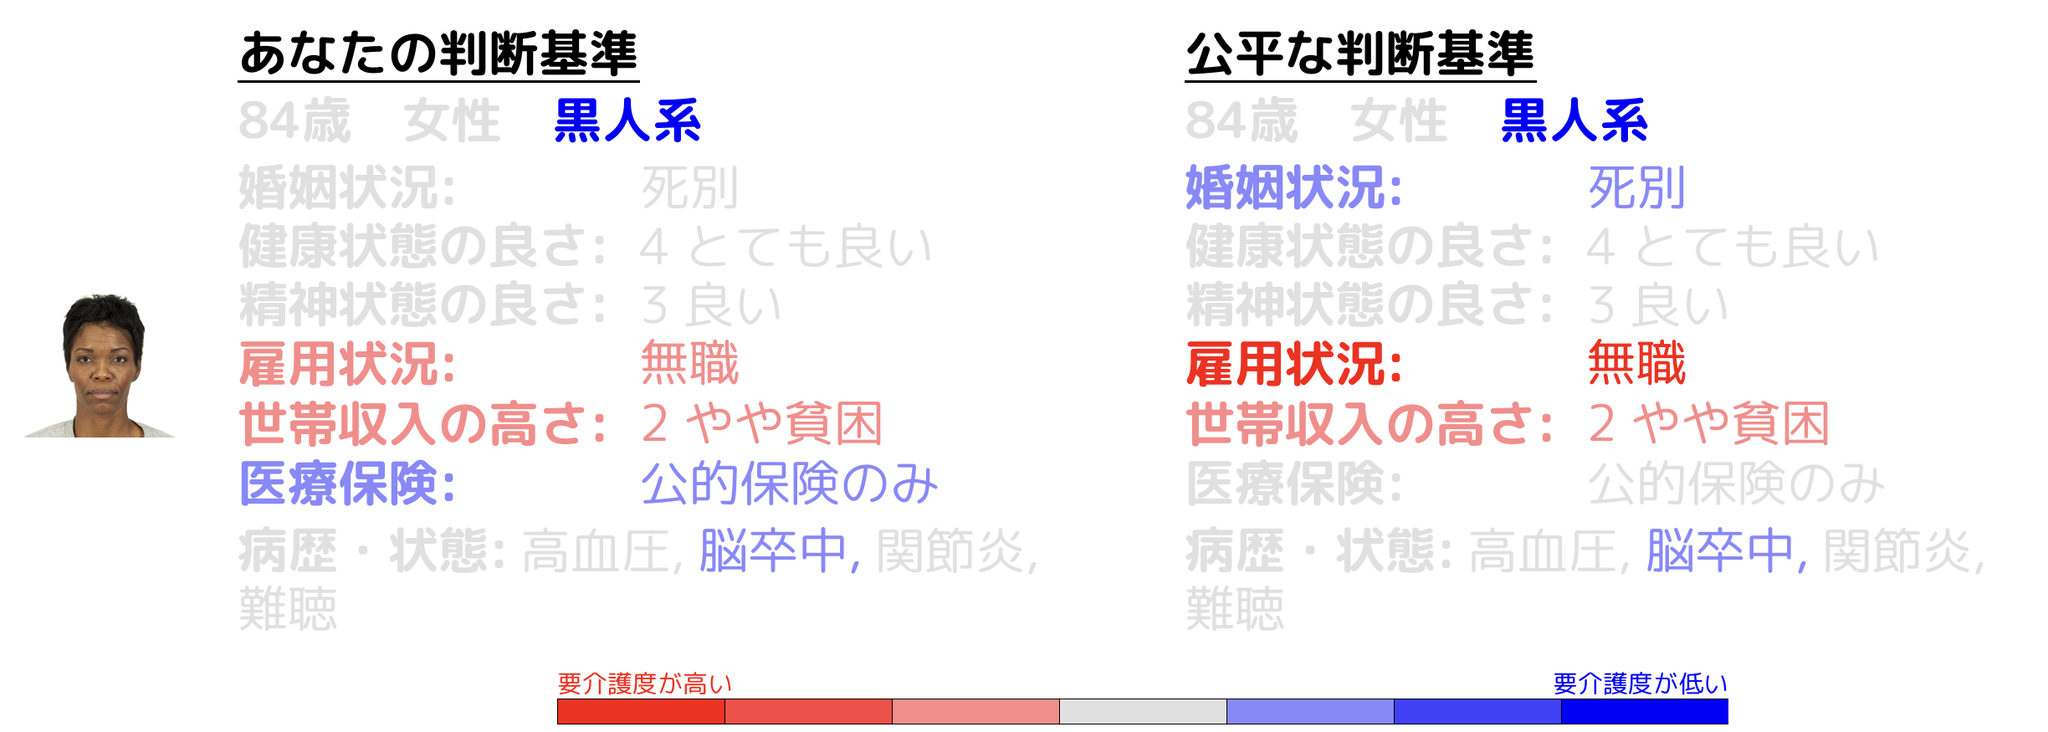 あなたの判断基準
84歳 女性 黒人系
婚姻状況: 死別
健康状態の良さ: 4 とても良い
精神状態の良さ: 3 良い
雇用状況: 無職
世帯収入の高さ: 2 やや貧困
医療保険: 公的保険のみ
病歴・状態: 高血圧, 脳卒中, 関節炎,
難聴
公平な判断基準
84歳 女性 黒人系
婚姻状況: 死別
健康状態の良さ: 4 とても良い
精神状態の良さ: 3 良い
雇用状況: 無職
世帯収入の高さ: 2 やや貧困
医療保険: 公的保険のみ
病歴・状態: 高血圧, 脳卒中, 関節炎,
難聴
要介護度が高い
要介護度が低い